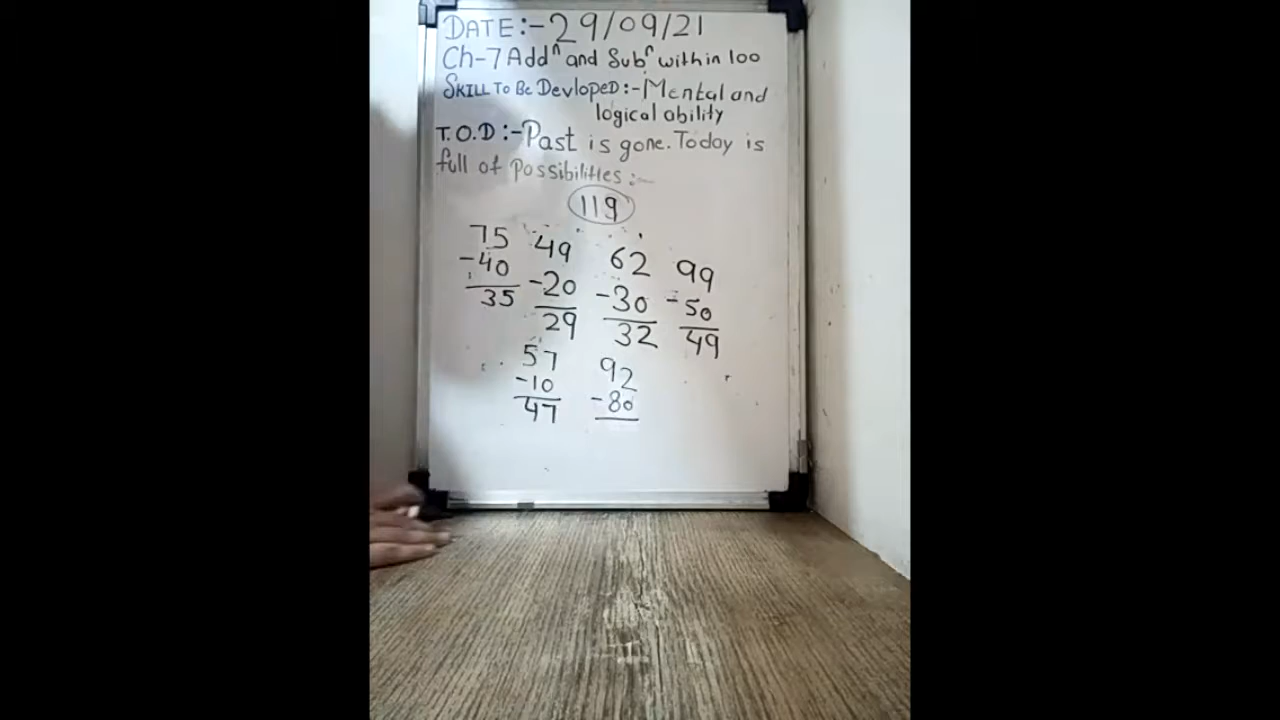 DATE:-29/09/21
Ch-7 Addⁿ and Subⁿ within 100
SKILL TO BE DevLOPED:-Mental and
logical ability
T.O.D:-Past is gone. Today is
full of Possibilities:-
119
75 49 62 99
-40 -20 -30 -50
35 29 32 49
57 92
-10 -80
47